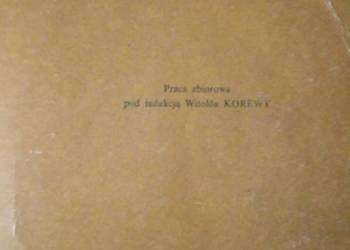 Praca zbiorowa
pod redakcją Witolda KOREWY